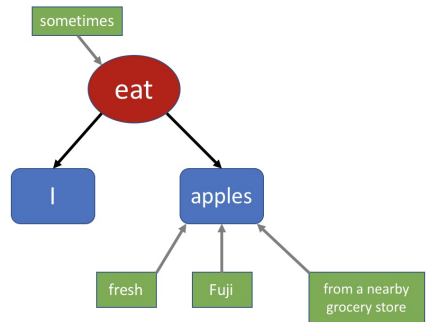 sometimes
eat
I
apples
fresh
Fuji
from a nearby
grocery store